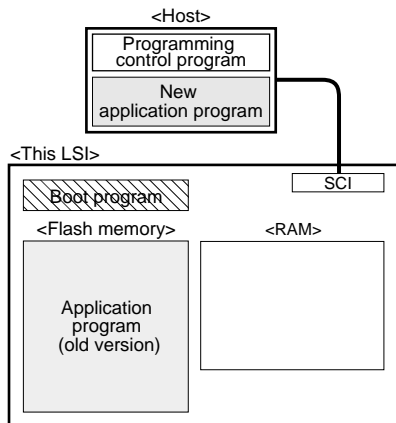 <Host>
Programming
control program
New
application program
<This LSI>
SCI
Boot program
<Flash memory>
<RAM>
Application
program
(old version)